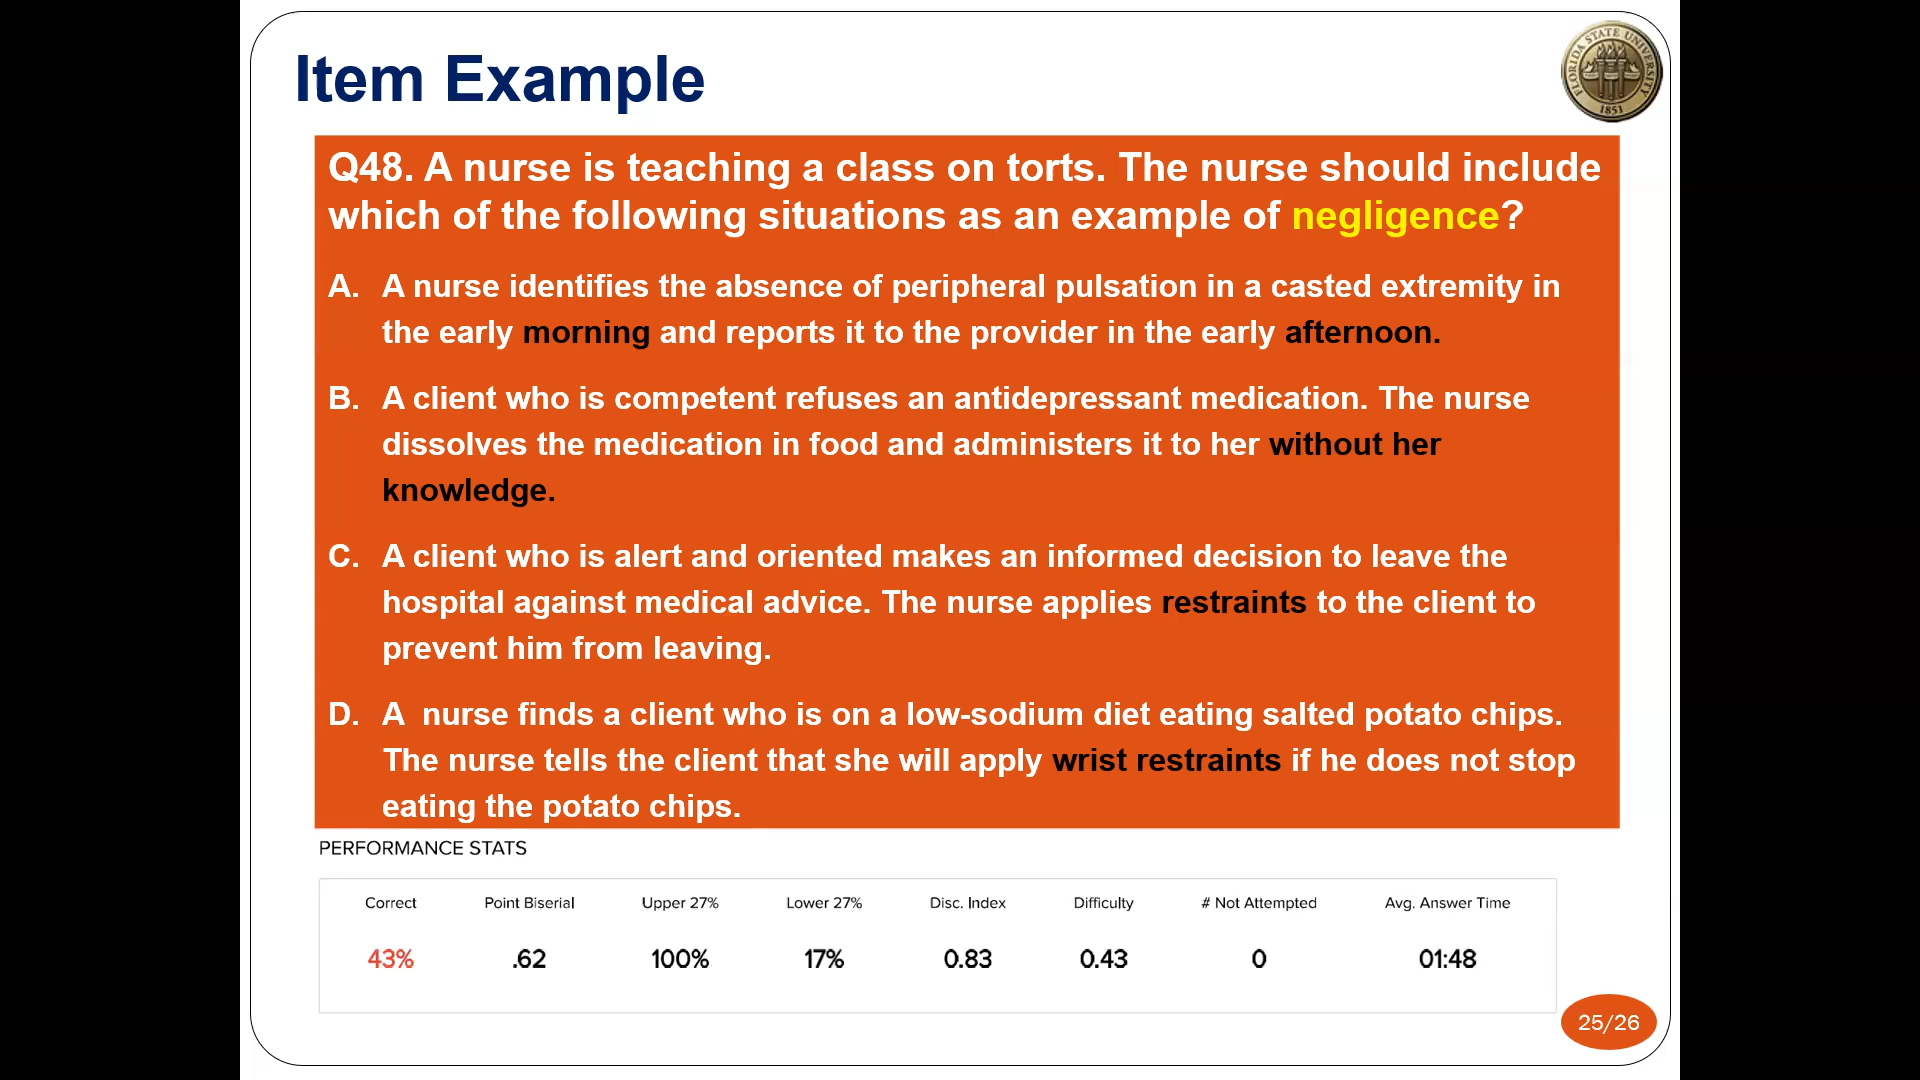 Item Example
FLORIDA STATE UNIVERSITY
1851
Q48. A nurse is teaching a class on torts. The nurse should include
which of the following situations as an example of negligence?
A. A nurse identifies the absence of peripheral pulsation in a casted extremity in
the early morning and reports it to the provider in the early afternoon.
B. A client who is competent refuses an antidepressant medication. The nurse
dissolves the medication in food and administers it to her without her
knowledge.
C. A client who is alert and oriented makes an informed decision to leave the
hospital against medical advice. The nurse applies restraints to the client to
prevent him from leaving.
D. A nurse finds a client who is on a low-sodium diet eating salted potato chips.
The nurse tells the client that she will apply wrist restraints if he does not stop
eating the potato chips.
PERFORMANCE STATS
Correct Point Biserial Upper 27% Lower 27% Disc. Index Difficulty # Not Attempted Avg. Answer Time
43% .62 100% 17% 0.83 0.43 0 01:48
25/26